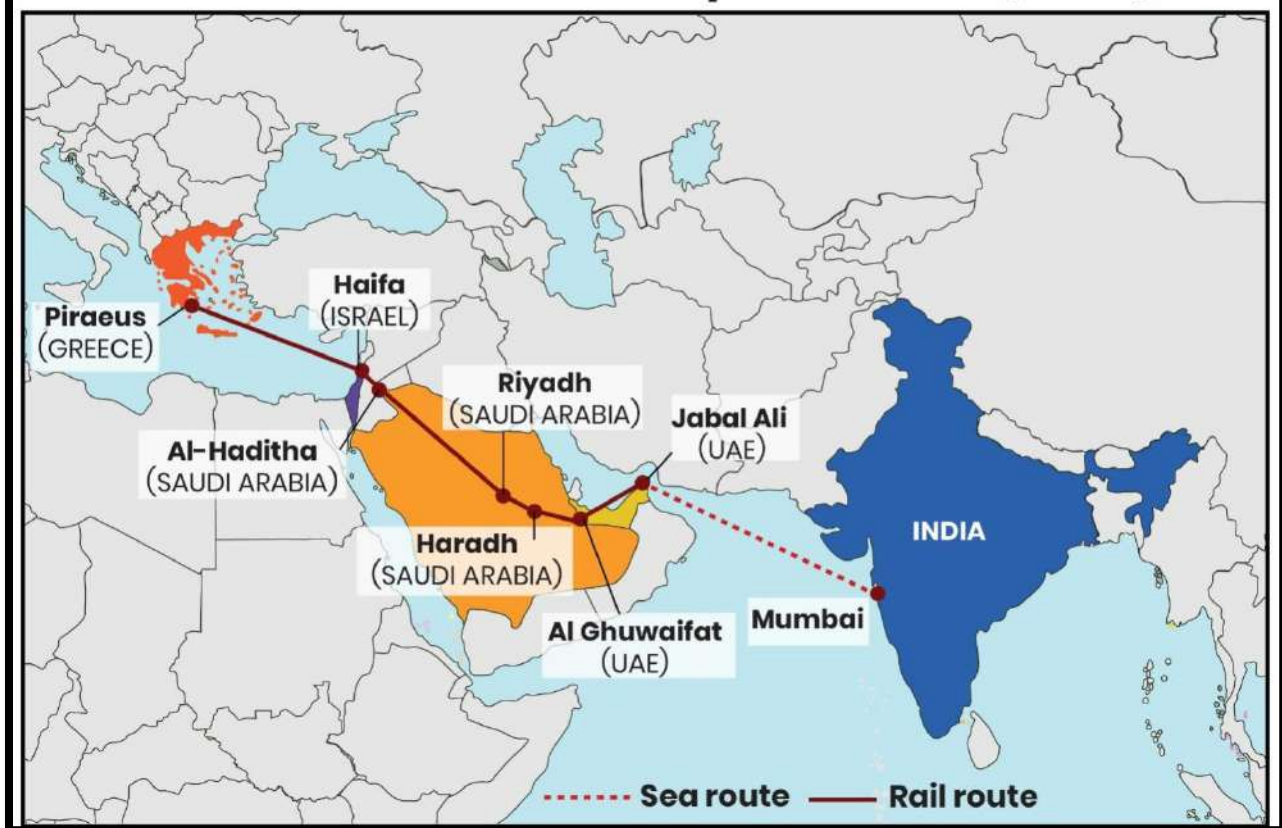 Piraeus
(GREECE)
Haifa
(ISRAEL)
Al-Haditha
(SAUDI ARABIA)
Riyadh
(SAUDI ARABIA)
Jabal Ali
(UAE)
Haradh
(SAUDI ARABIA)
Al Ghuwaifat
(UAE)
Mumbai
INDIA
Sea route
Rail route